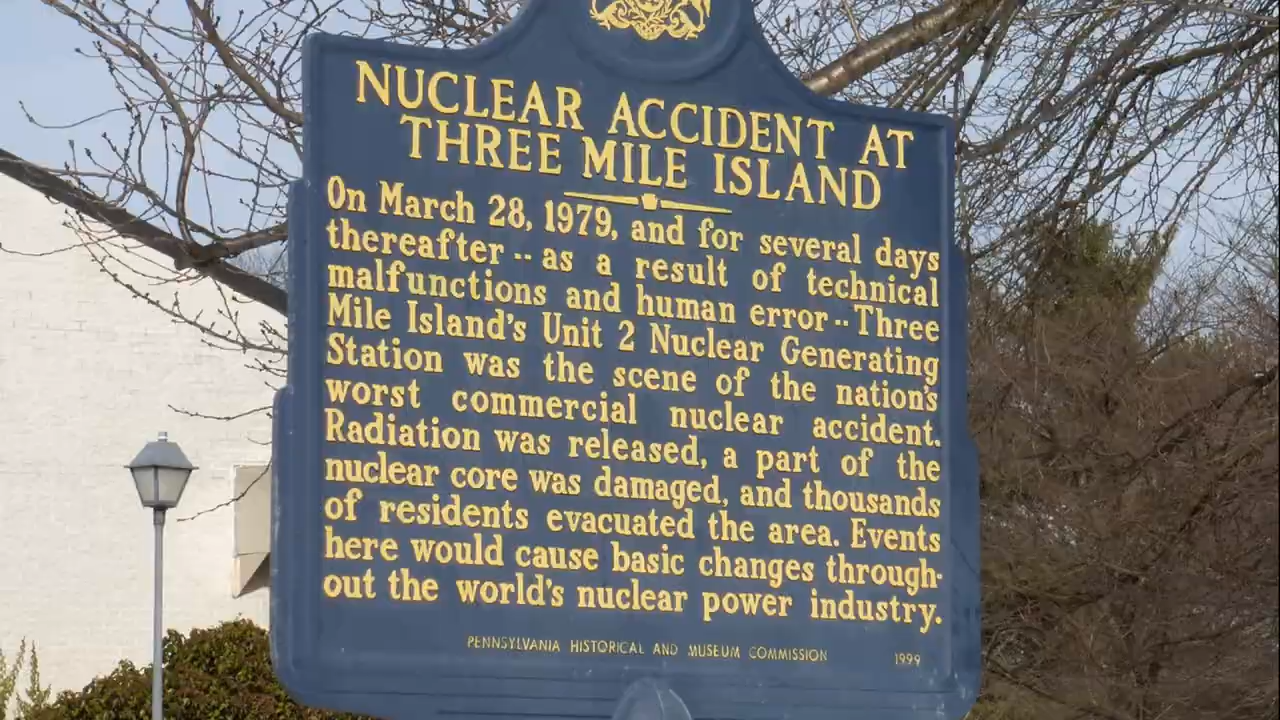 NUCLEAR ACCIDENT AT
THREE MILE ISLAND
On March 28, 1979, and for several days
thereafter -- as a result of technical
malfunctions and human error -- Three
Mile Island's Unit 2 Nuclear Generating
Station was the scene of the nation's
worst commercial nuclear accident.
Radiation was released, a part of the
nuclear core was damaged, and thousands
of residents evacuated the area. Events
here would cause basic changes through-
out the world's nuclear power industry.
PENNSYLVANIA HISTORICAL AND MUSEUM COMMISSION 1999